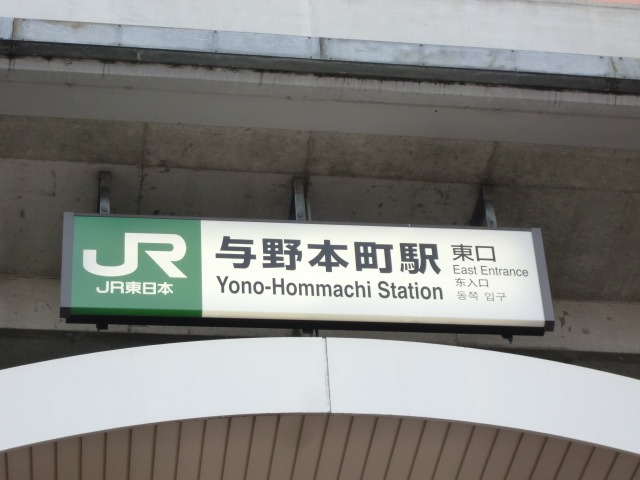 JR
JR東日本
与野本町駅
Yono-Hommachi Station
東口
East Entrance
东入口
동쪽 입구